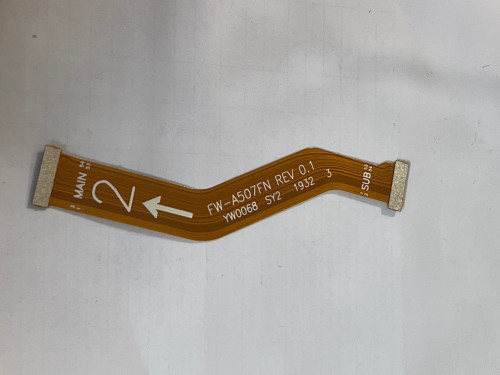 MAIN
2
FW-A507FN REV 0.1
YW0068 SY2 1932 3
SUB